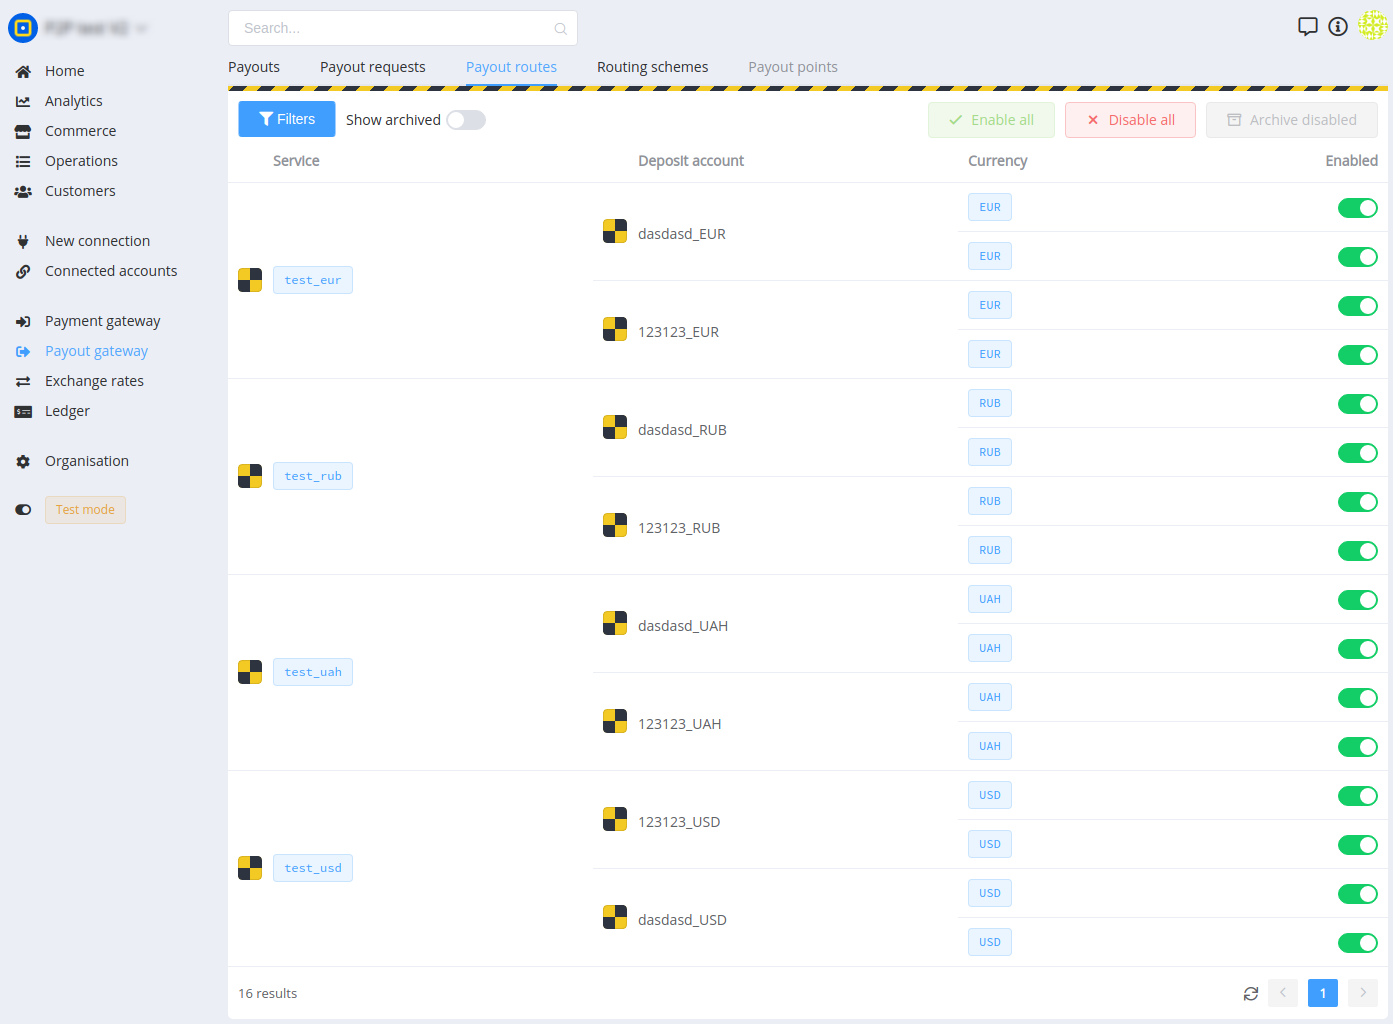 Search...
Payouts
Payout requests
Payout routes
Routing schemes
Payout points
Home
Analytics
Commerce
Operations
Customers
New connection
Connected accounts
Payment gateway
Payout gateway
Exchange rates
Ledger
Organisation
Test mode
Filters
Show archived
Enable all
Disable all
Archive disabled
Service
Deposit account
Currency
Enabled
test_eur
dasdasd_EUR
EUR
EUR
123123_EUR
EUR
EUR
test_rub
dasdasd_RUB
RUB
RUB
123123_RUB
RUB
RUB
test_uah
dasdasd_UAH
UAH
UAH
123123_UAH
UAH
UAH
test_usd
123123_USD
USD
USD
dasdasd_USD
USD
USD
16 results
1